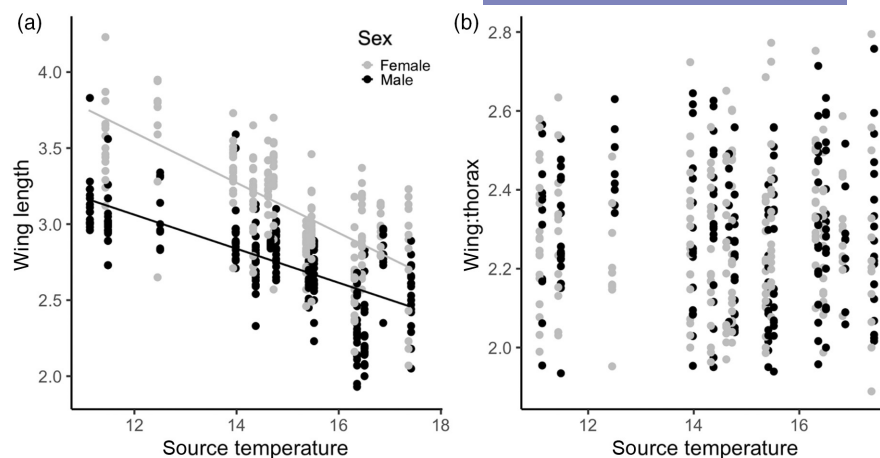 (a)
Sex
Female
Male
4.0
3.5
3.0
2.5
2.0
Wing length
12
14
16
18
Source temperature
(b)
2.8
2.6
2.4
2.2
2.0
Wing:thorax
12
14
16
Source temperature